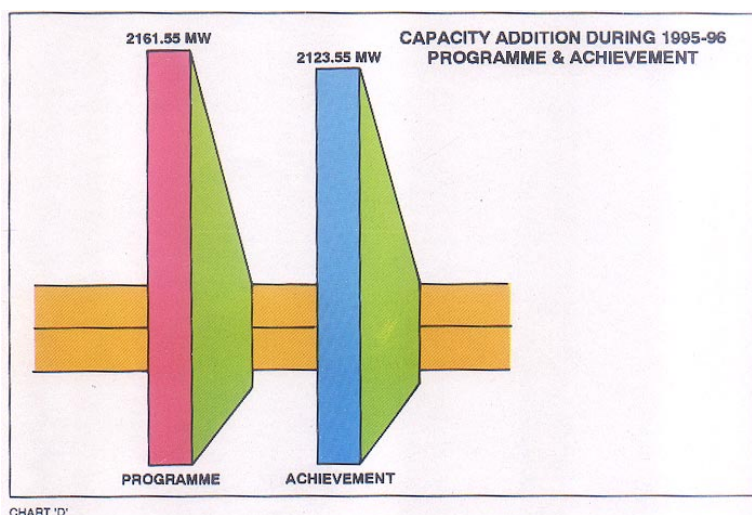 2161.55 MW
2123.55 MW
CAPACITY ADDITION DURING 1995-96
PROGRAMME & ACHIEVEMENT
PROGRAMME
ACHIEVEMENT
CHART 'D'